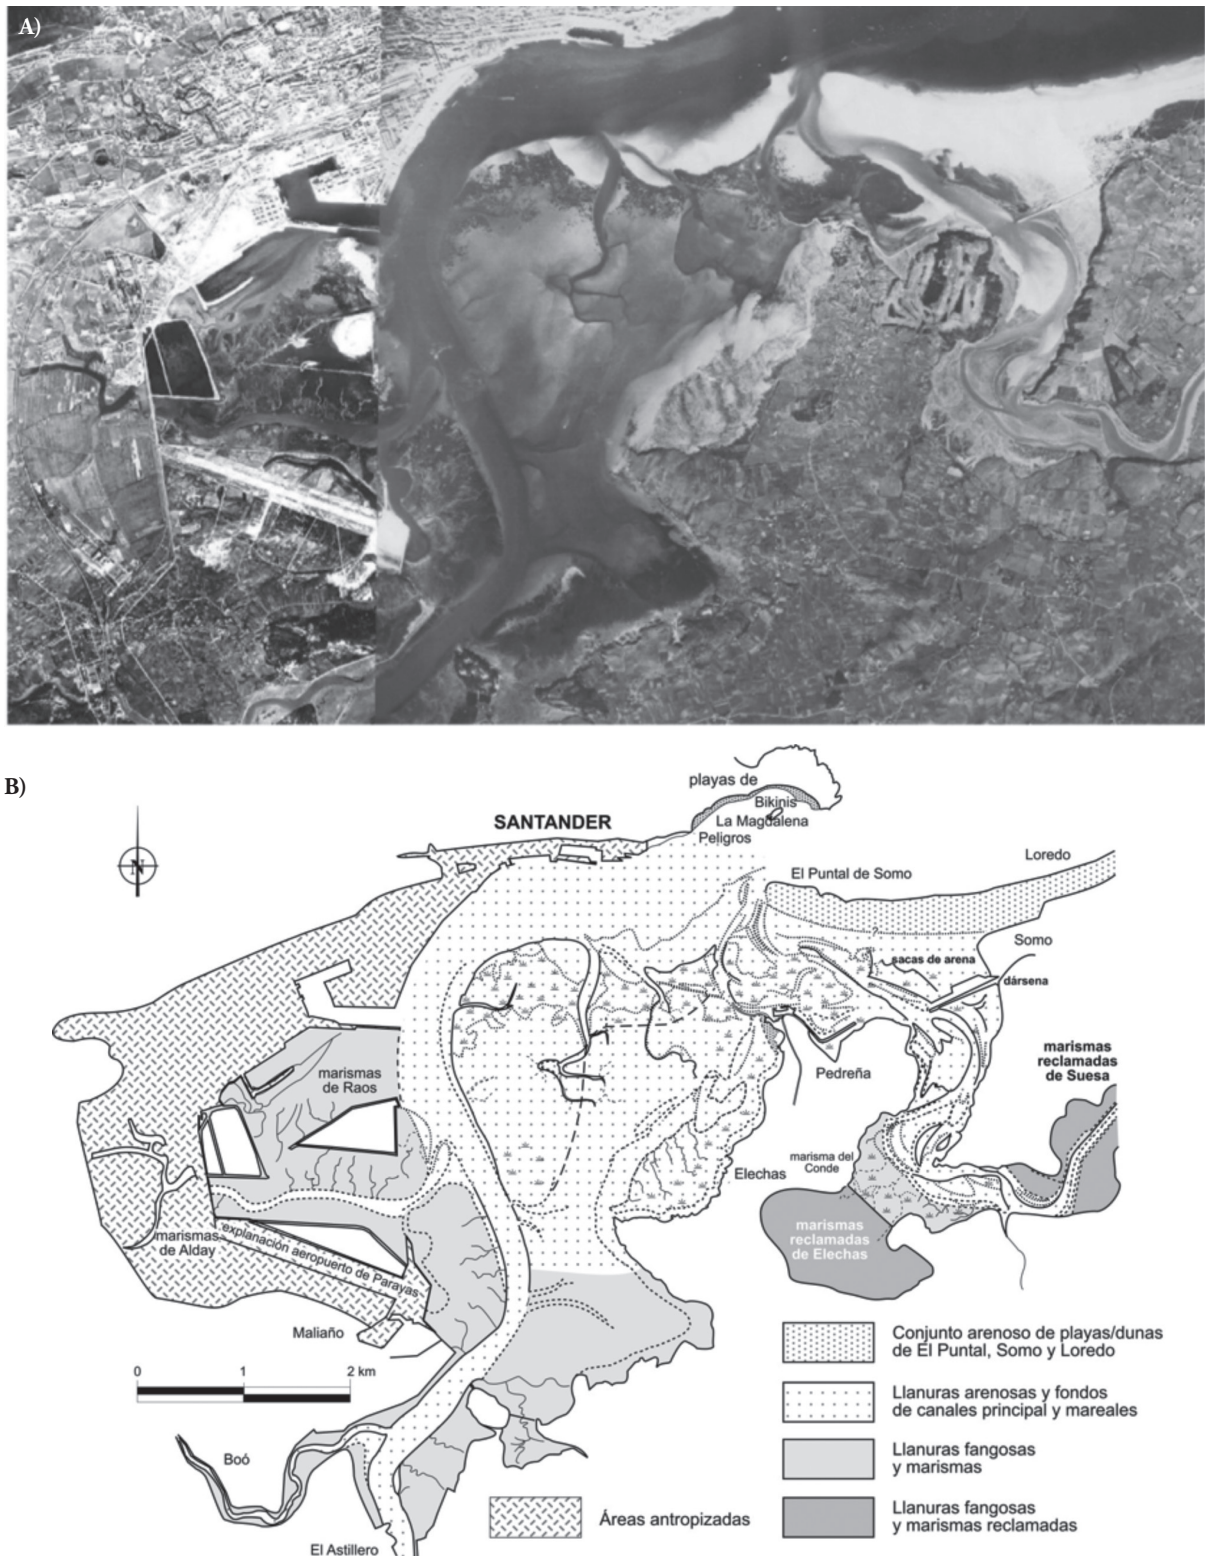 A)
B)
playas de
Bikinis
La Magdalena
Peligros
SANTANDER
N
El Puntal de Somo
Loredo
?
Somo
sacas de arena
dársena
marismas
reclamadas
de Suesa
Pedreña
marismas
de Raos
marisma del
Conde
Elechas
marismas
reclamadas
de Elechas
marismas
de Alday
explanación aeropuerto de Parayas
Maliaño
0 1 2 km
Boó
El Astillero
Conjunto arenoso de playas/dunas
de El Puntal, Somo y Loredo
Llanuras arenosas y fondos
de canales principal y mareales
Llanuras fangosas
y marismas
Llanuras fangosas
y marismas reclamadas
Áreas antropizadas